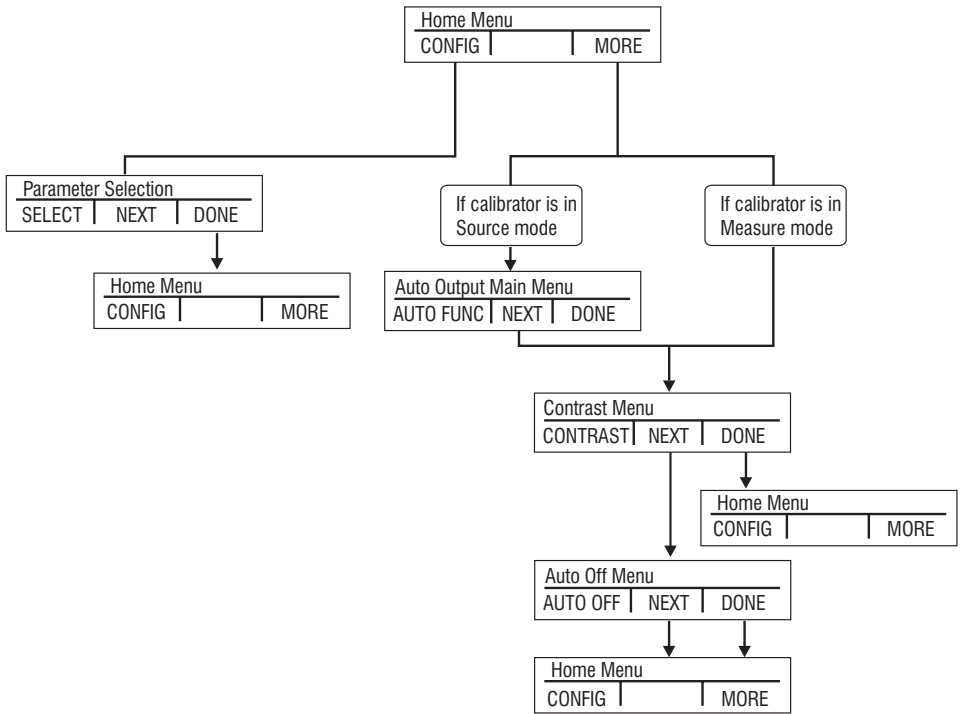 Home Menu
CONFIG MORE
Parameter Selection
SELECT NEXT DONE
If calibrator is in
Source mode
If calibrator is in
Measure mode
Home Menu
CONFIG MORE
Auto Output Main Menu
AUTO FUNC NEXT DONE
Contrast Menu
CONTRAST NEXT DONE
Home Menu
CONFIG MORE
Auto Off Menu
AUTO OFF NEXT DONE
Home Menu
CONFIG MORE